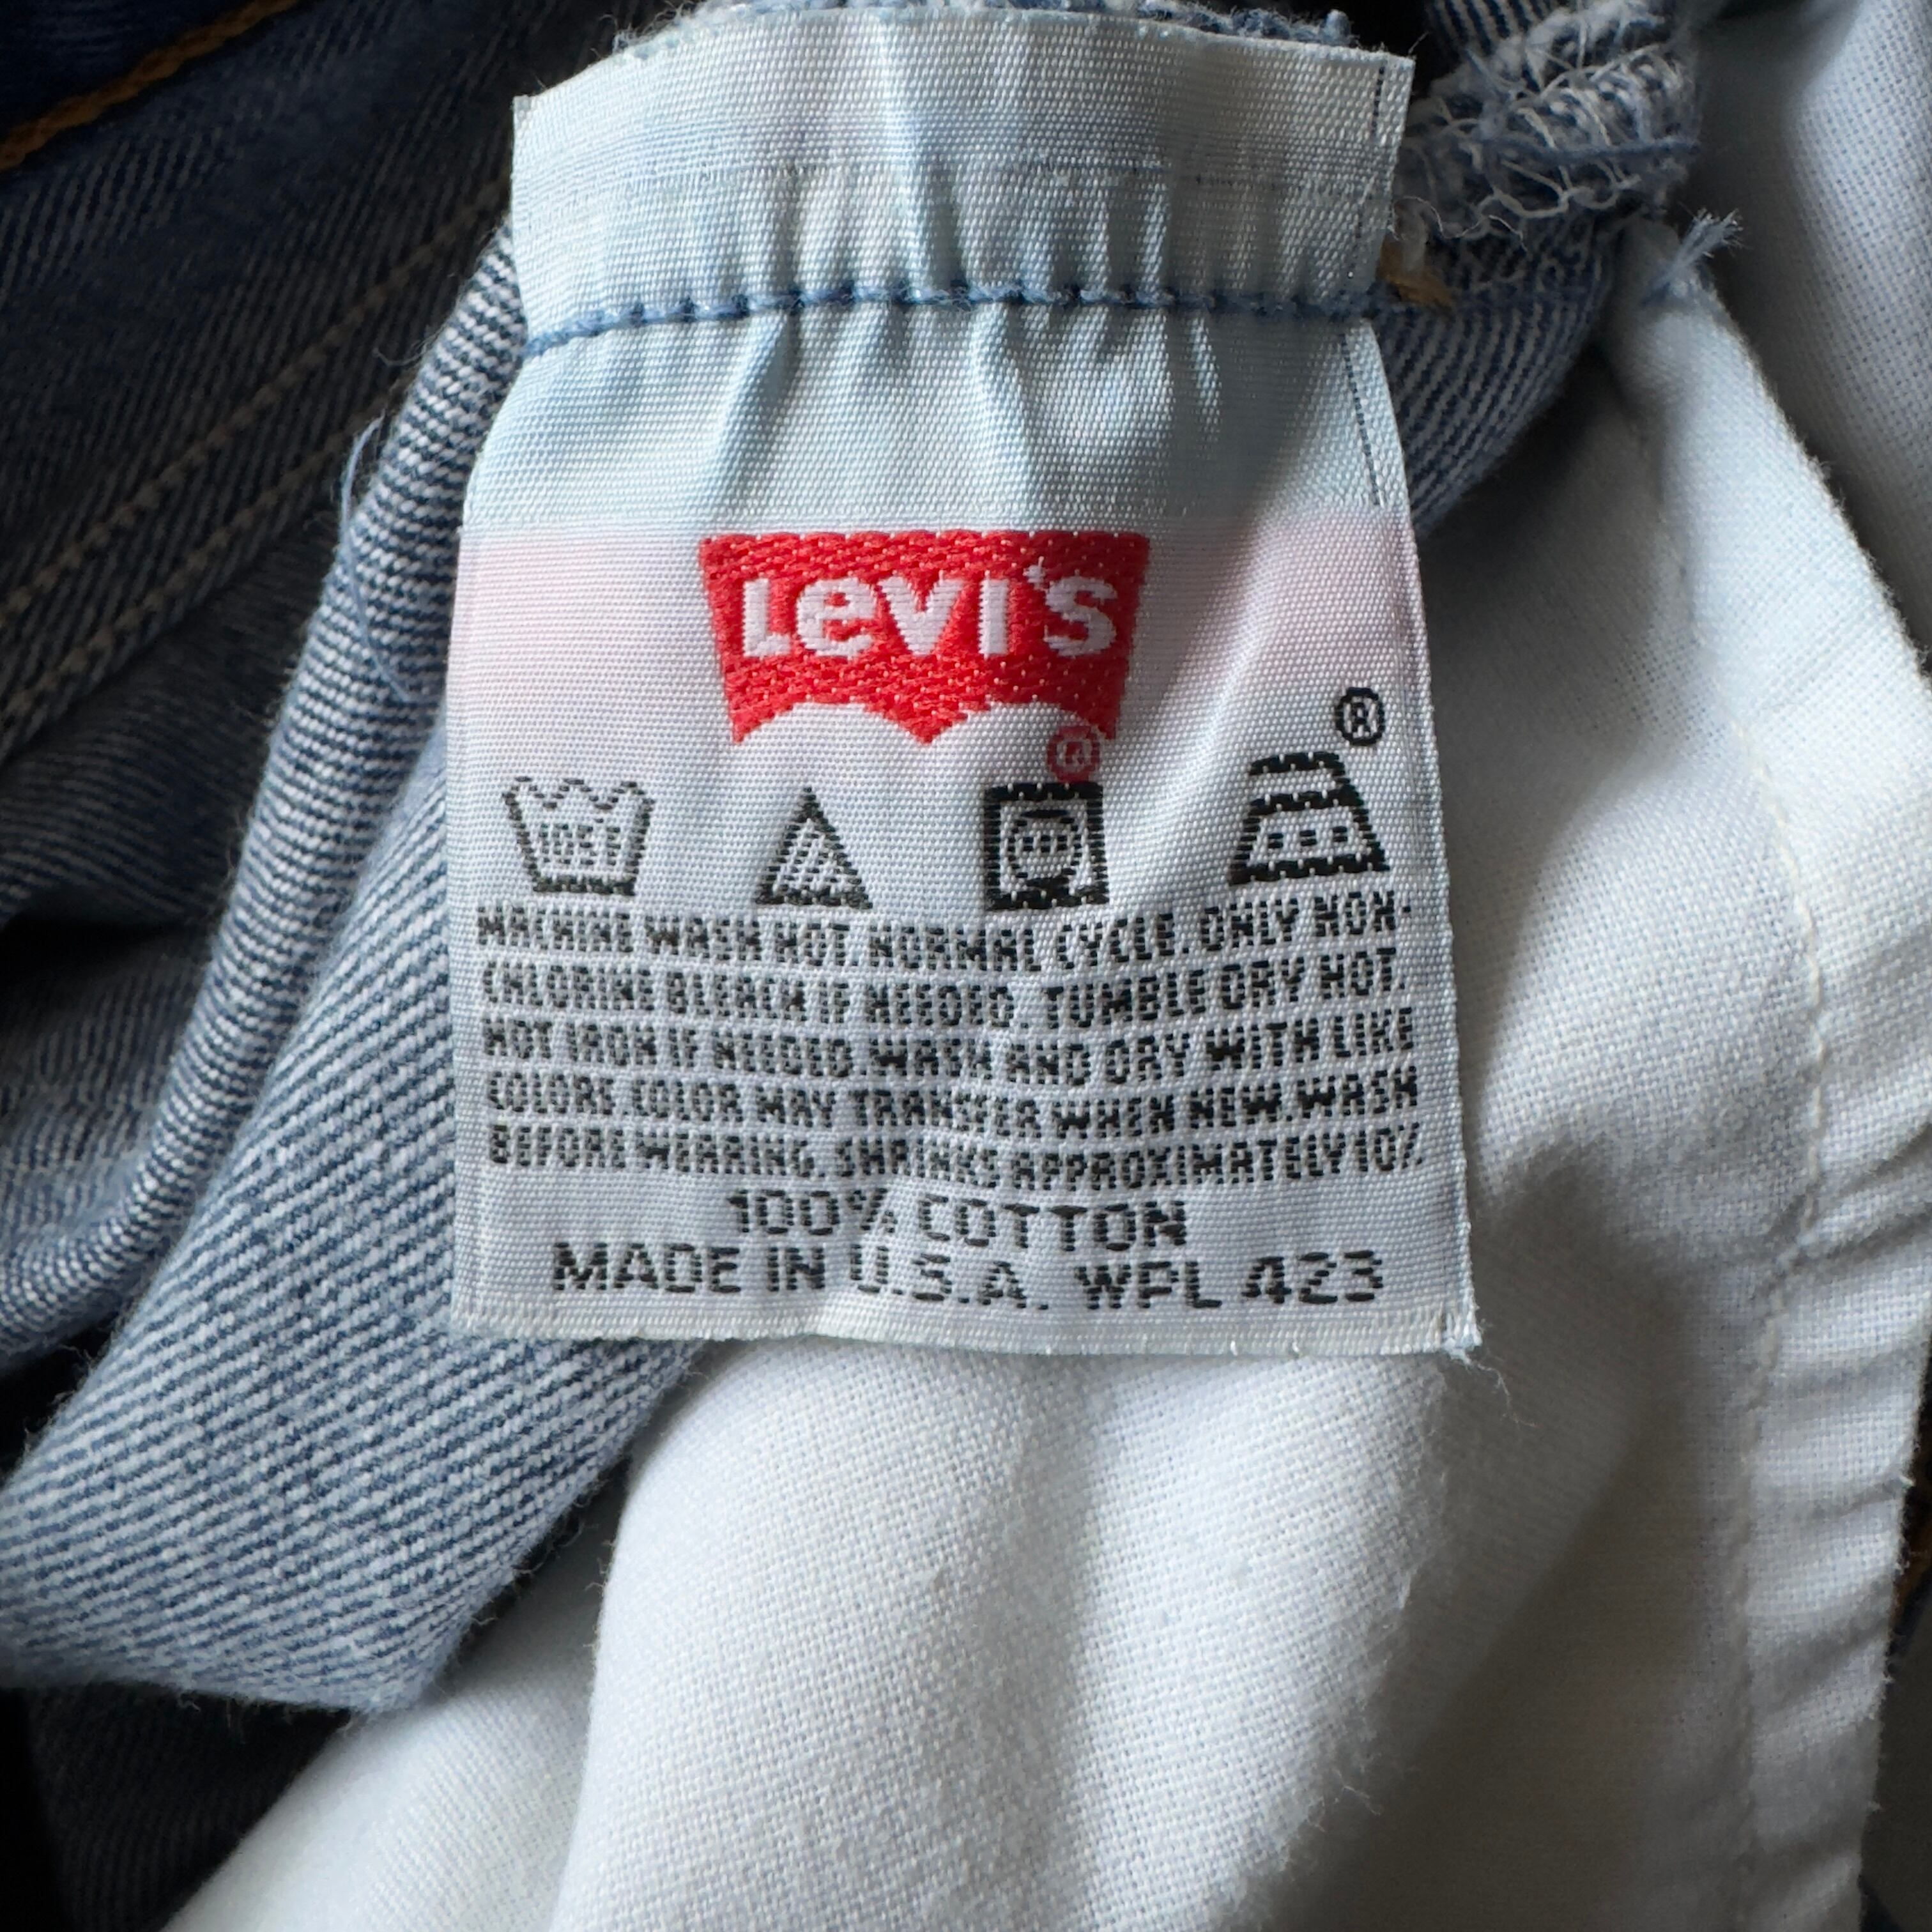 Levi's
®
®
105F
MACHINE WASH HOT. NORMAL CYCLE. ONLY NON-
CHLORINE BLEACH IF NEEDED. TUMBLE DRY HOT.
HOT IRON IF NEEDED. WASH AND DRY WITH LIKE
COLORS. COLOR MAY TRANSFER WHEN NEW. WASH
BEFORE WEARING. SHRINKS APPROXIMATELY 10%
100% COTTON
MADE IN U.S.A. WPL 423